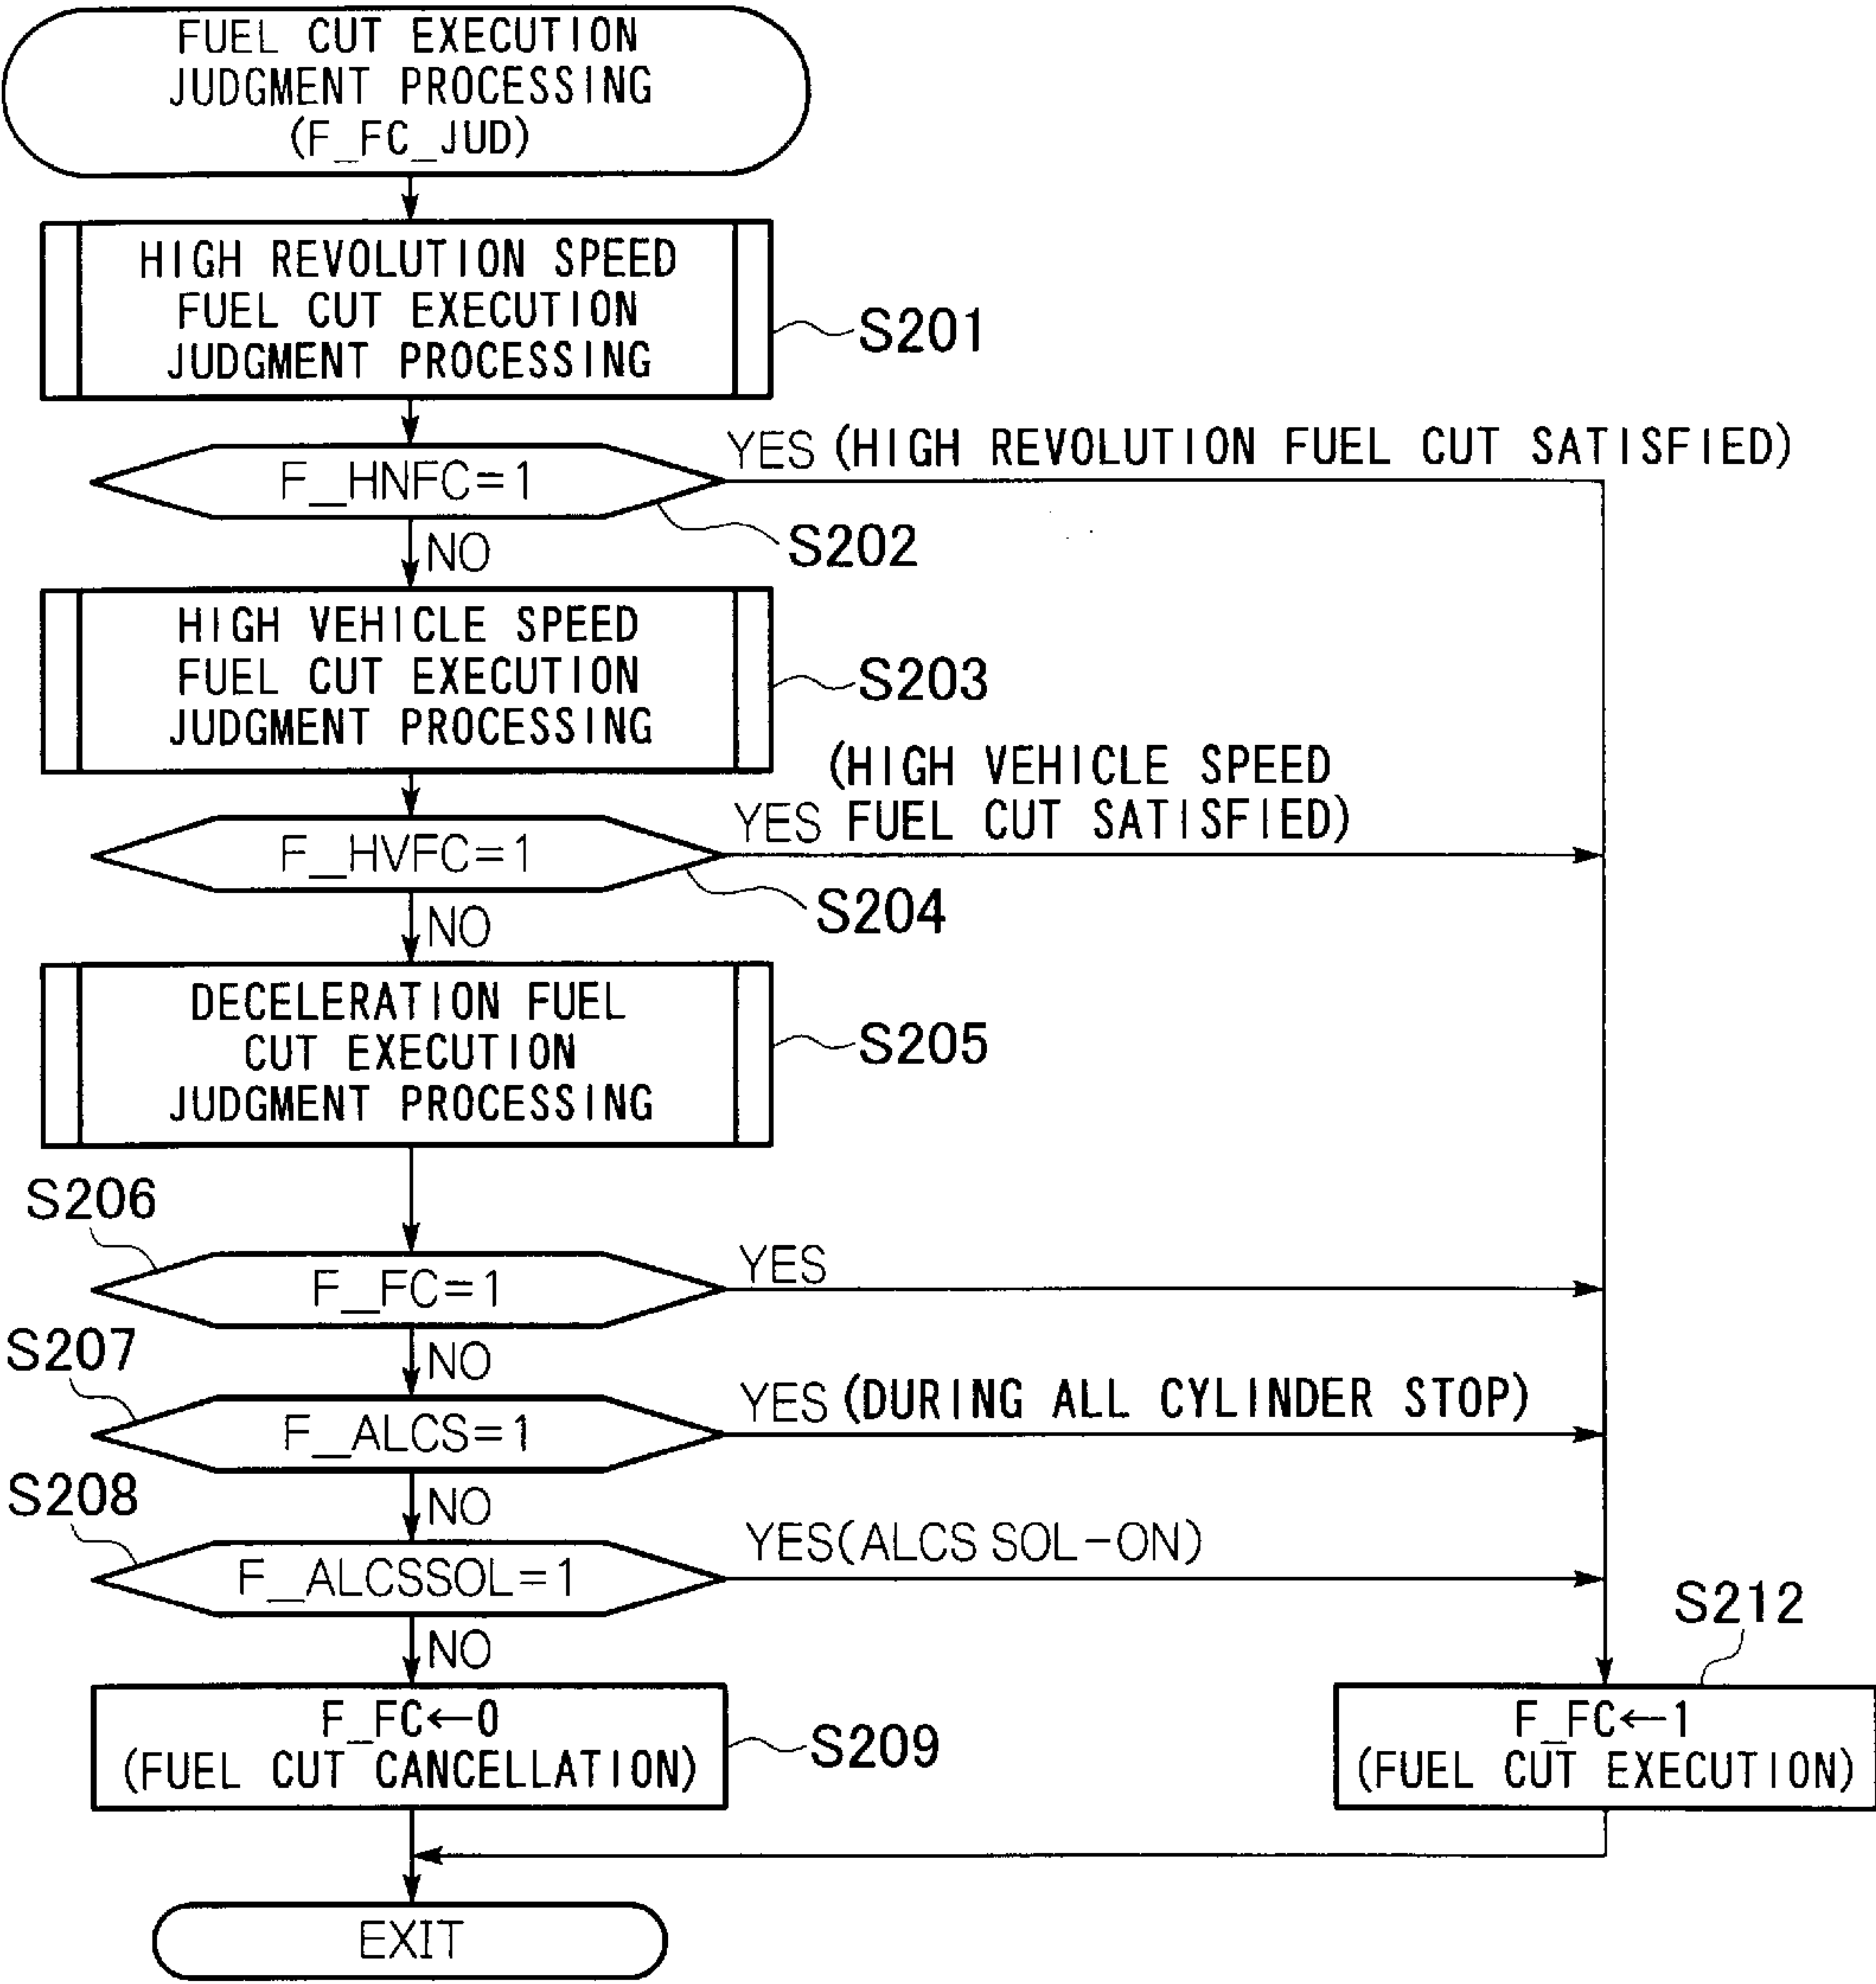 FUEL CUT EXECUTION
JUDGMENT PROCESSING
(F_FC_JUD)
HIGH REVOLUTION SPEED
FUEL CUT EXECUTION
JUDGMENT PROCESSING
S201
YES (HIGH REVOLUTION FUEL CUT SATISFIED)
F_HNFC=1
S202
NO
HIGH VEHICLE SPEED
FUEL CUT EXECUTION
JUDGMENT PROCESSING
S203
(HIGH VEHICLE SPEED
YES FUEL CUT SATISFIED)
F_HVFC=1
S204
NO
DECELERATION FUEL
CUT EXECUTION
JUDGMENT PROCESSING
S205
S206
YES
F_FC=1
S207
NO
YES (DURING ALL CYLINDER STOP)
F_ALCS=1
S208
NO
YES(ALCS SOL-ON)
F_ALCSSOL=1
NO
S212
F_FC←0
(FUEL CUT CANCELLATION)
S209
F_FC←1
(FUEL CUT EXECUTION)
EXIT